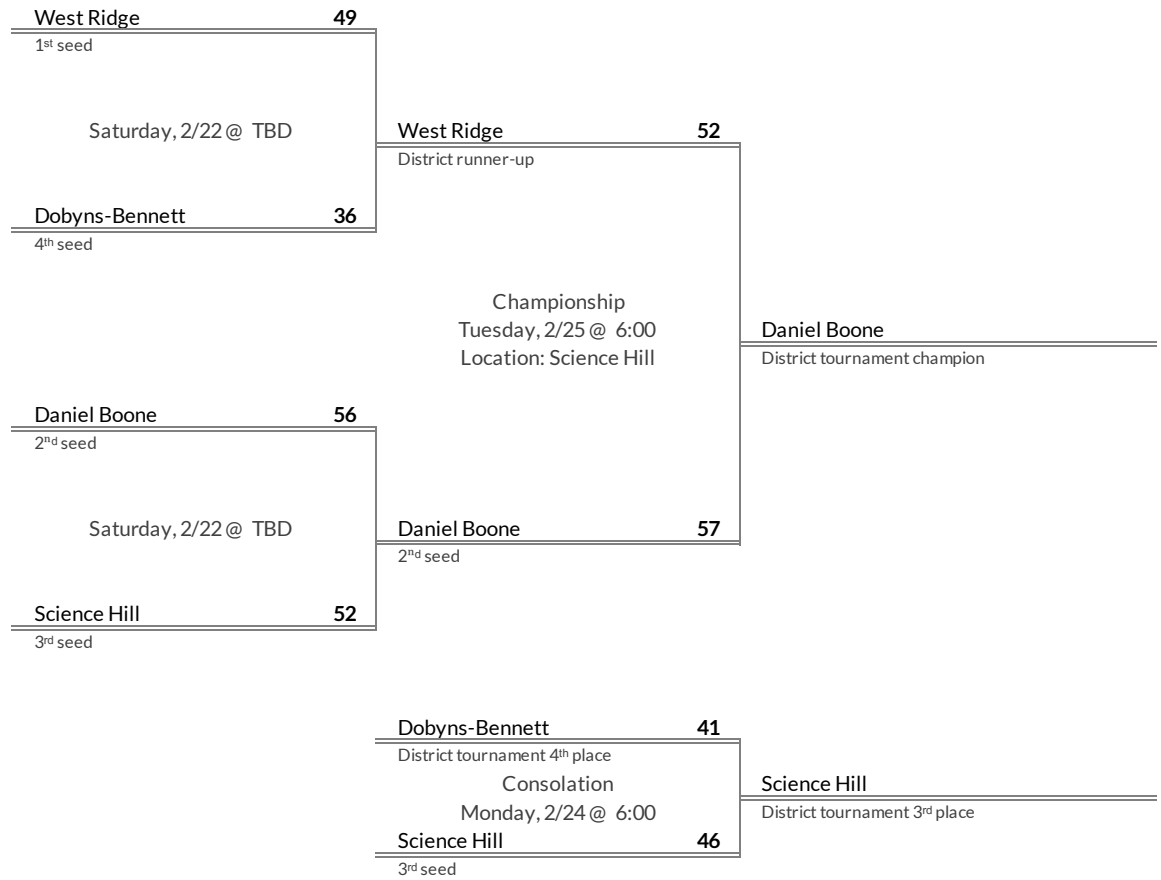 West Ridge 49
1st seed
Saturday, 2/22 @ TBD
West Ridge 52
District runner-up
Dobyns-Bennett 36
4th seed
Championship
Tuesday, 2/25 @ 6:00
Location: Science Hill
Daniel Boone
District tournament champion
Daniel Boone 56
2nd seed
Saturday, 2/22 @ TBD
Daniel Boone 57
2nd seed
Science Hill 52
3rd seed
Dobyns-Bennett 41
District tournament 4th place
Consolation
Monday, 2/24 @ 6:00
Science Hill
District tournament 3rd place
Science Hill 46
3rd seed